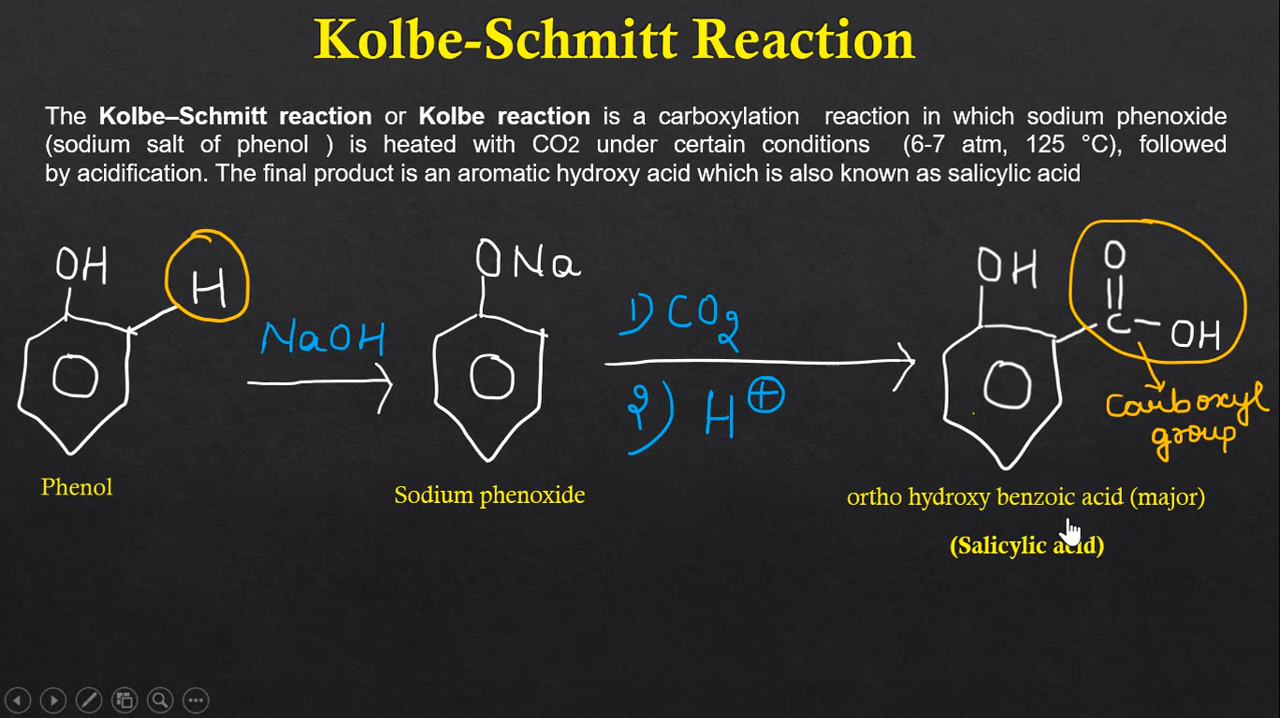 Kolbe-Schmitt Reaction
The Kolbe–Schmitt reaction or Kolbe reaction is a carboxylation reaction in which sodium phenoxide
(sodium salt of phenol ) is heated with CO2 under certain conditions (6-7 atm, 125 °C), followed
by acidification. The final product is an aromatic hydroxy acid which is also known as salicylic acid
OH H
NaOH
Phenol
ONa
1) CO2
2) H⊕
Sodium phenoxide
OH
O
C-OH
Carboxyl
group
ortho hydroxy benzoic acid (major)
(Salicylic acid)